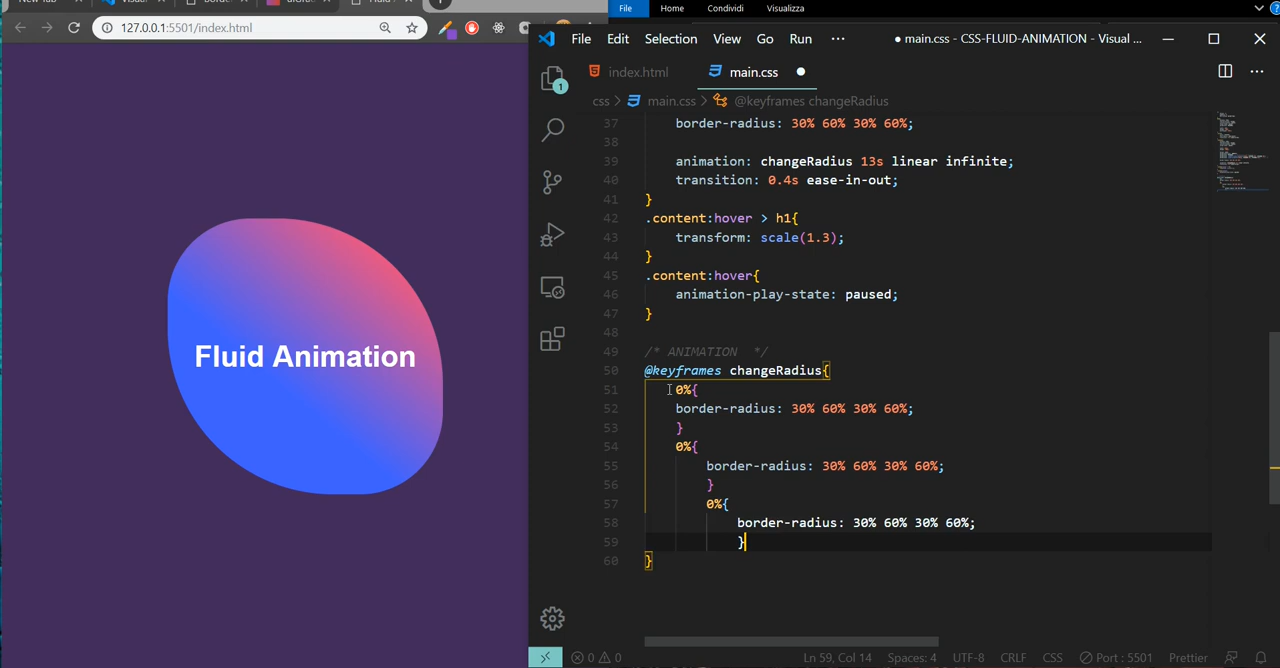 127.0.0.1:5501/index.html
File Home Condividi Visualizza
File Edit Selection View Go Run ··· ● main.css - CSS-FLUID-ANIMATION - Visual ...
index.html main.css
css > main.css > @keyframes changeRadius
1
37 border-radius: 30% 60% 30% 60%;
38
39 animation: changeRadius 13s linear infinite;
40 transition: 0.4s ease-in-out;
41 }
42 .content:hover > h1{
43 transform: scale(1.3);
44 }
45 .content:hover{
46 animation-play-state: paused;
47 }
48
49 /* ANIMATION */
50 @keyframes changeRadius{
51 0%{
52 border-radius: 30% 60% 30% 60%;
53 }
54 0%{
55 border-radius: 30% 60% 30% 60%;
56 }
57 0%{
58 border-radius: 30% 60% 30% 60%;
59 }
60 }
Fluid Animation
0 0 Ln 59, Col 14 Spaces: 4 UTF-8 CRLF CSS Port : 5501 Prettier